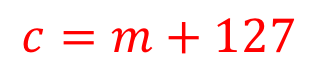 c = m + 127